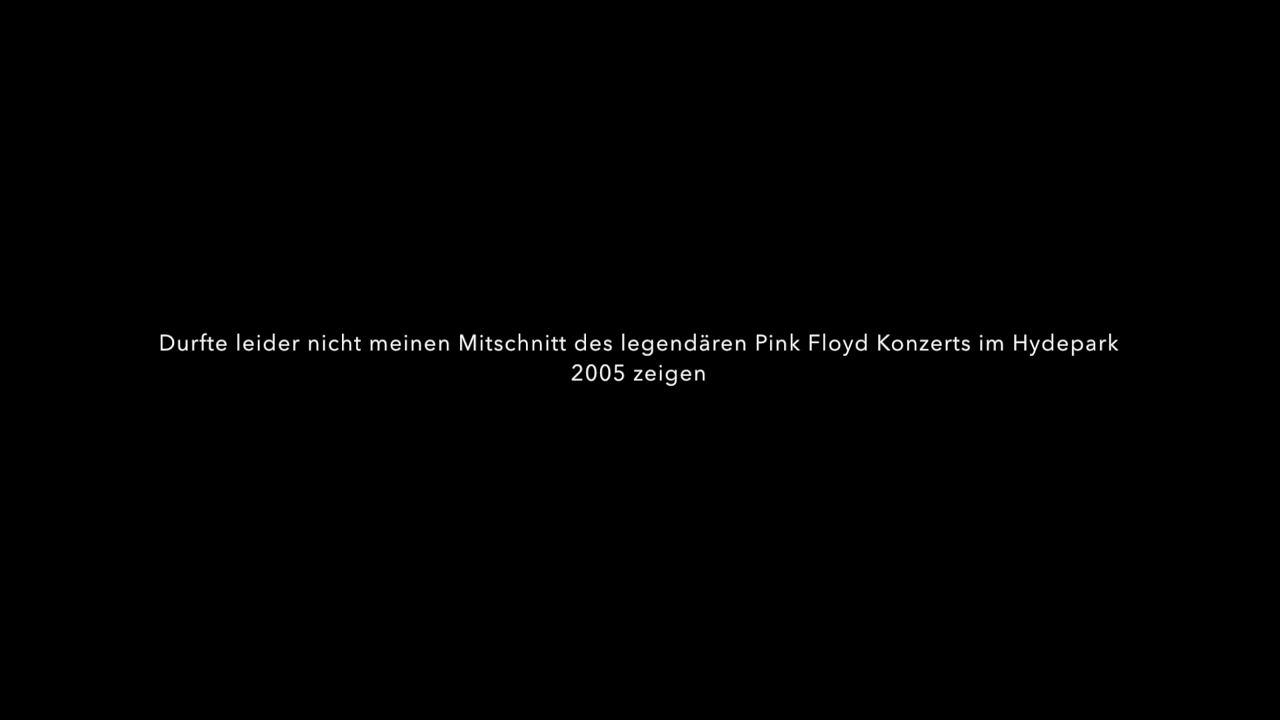 Durfte leider nicht meinen Mitschnitt des legendären Pink Floyd Konzerts im Hydepark
2005 zeigen